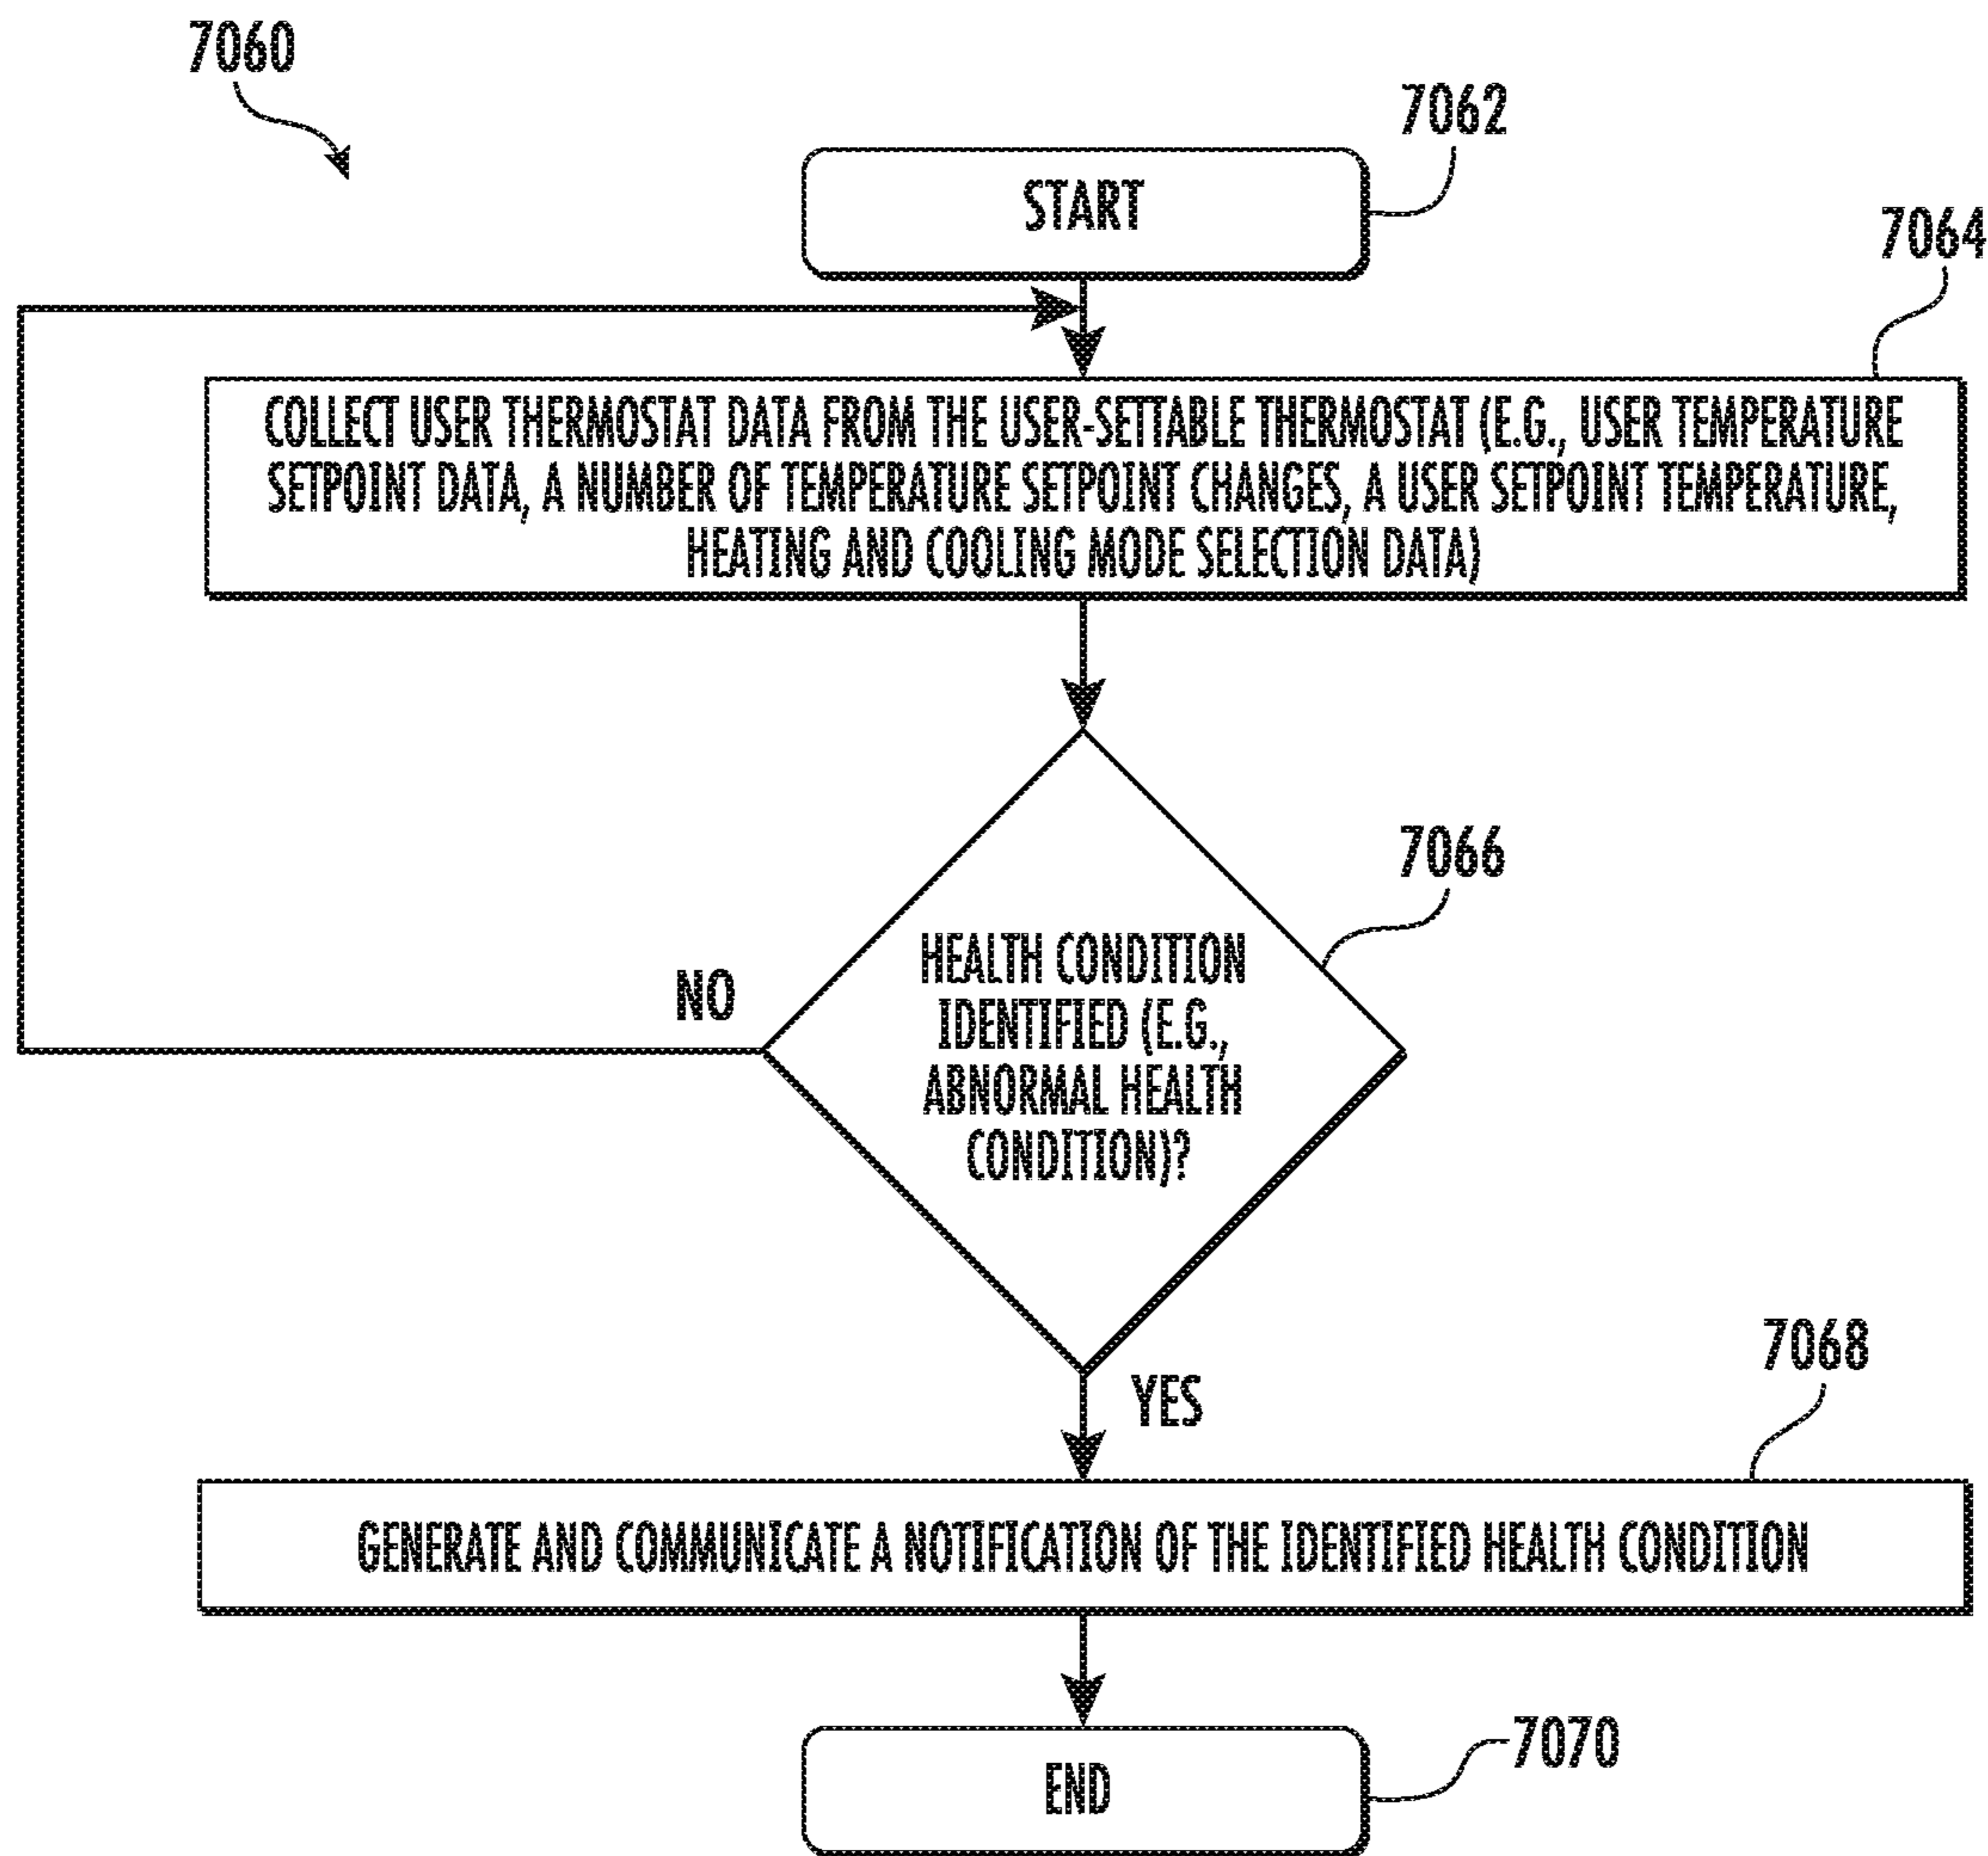 7060
7062
START
7064
COLLECT USER THERMOSTAT DATA FROM THE USER-SETTABLE THERMOSTAT (E.G., USER TEMPERATURE
SETPOINT DATA, A NUMBER OF TEMPERATURE SETPOINT CHANGES, A USER SETPOINT TEMPERATURE,
HEATING AND COOLING MODE SELECTION DATA)
7066
HEALTH CONDITION
IDENTIFIED (E.G.,
ABNORMAL HEALTH
CONDITION)?
NO
YES
7068
GENERATE AND COMMUNICATE A NOTIFICATION OF THE IDENTIFIED HEALTH CONDITION
END
7070